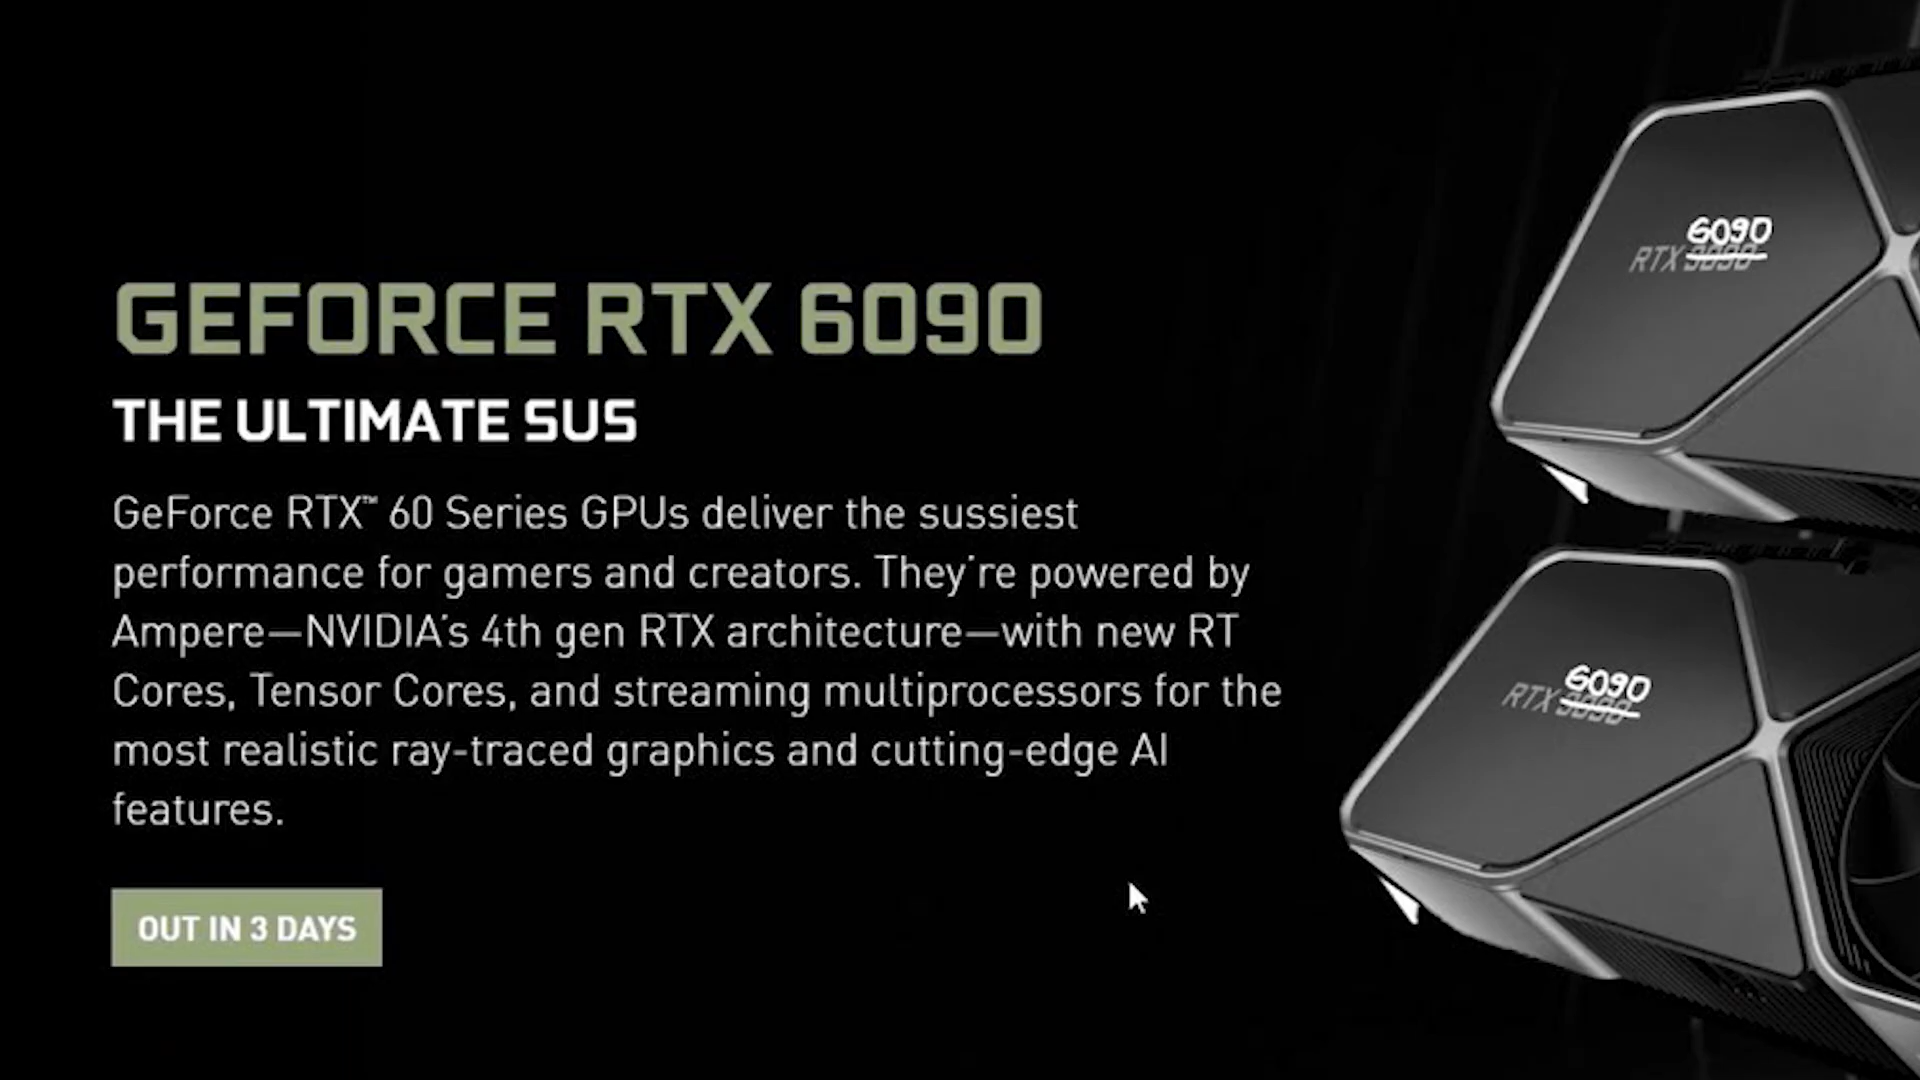 GEFORCE RTX 6090
THE ULTIMATE SUS
GeForce RTX™ 60 Series GPUs deliver the sussiest
performance for gamers and creators. They're powered by
Ampere—NVIDIA's 4th gen RTX architecture—with new RT
Cores, Tensor Cores, and streaming multiprocessors for the
most realistic ray-traced graphics and cutting-edge AI
features.
OUT IN 3 DAYS
6090
RTX 3090
6090
RTX 3090